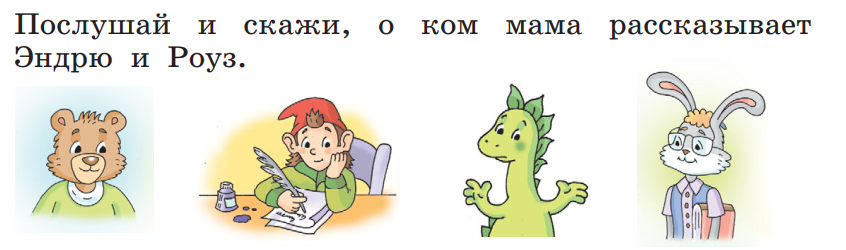 Послушай и скажи, о ком мама рассказывает
Эндрю и Роуз.